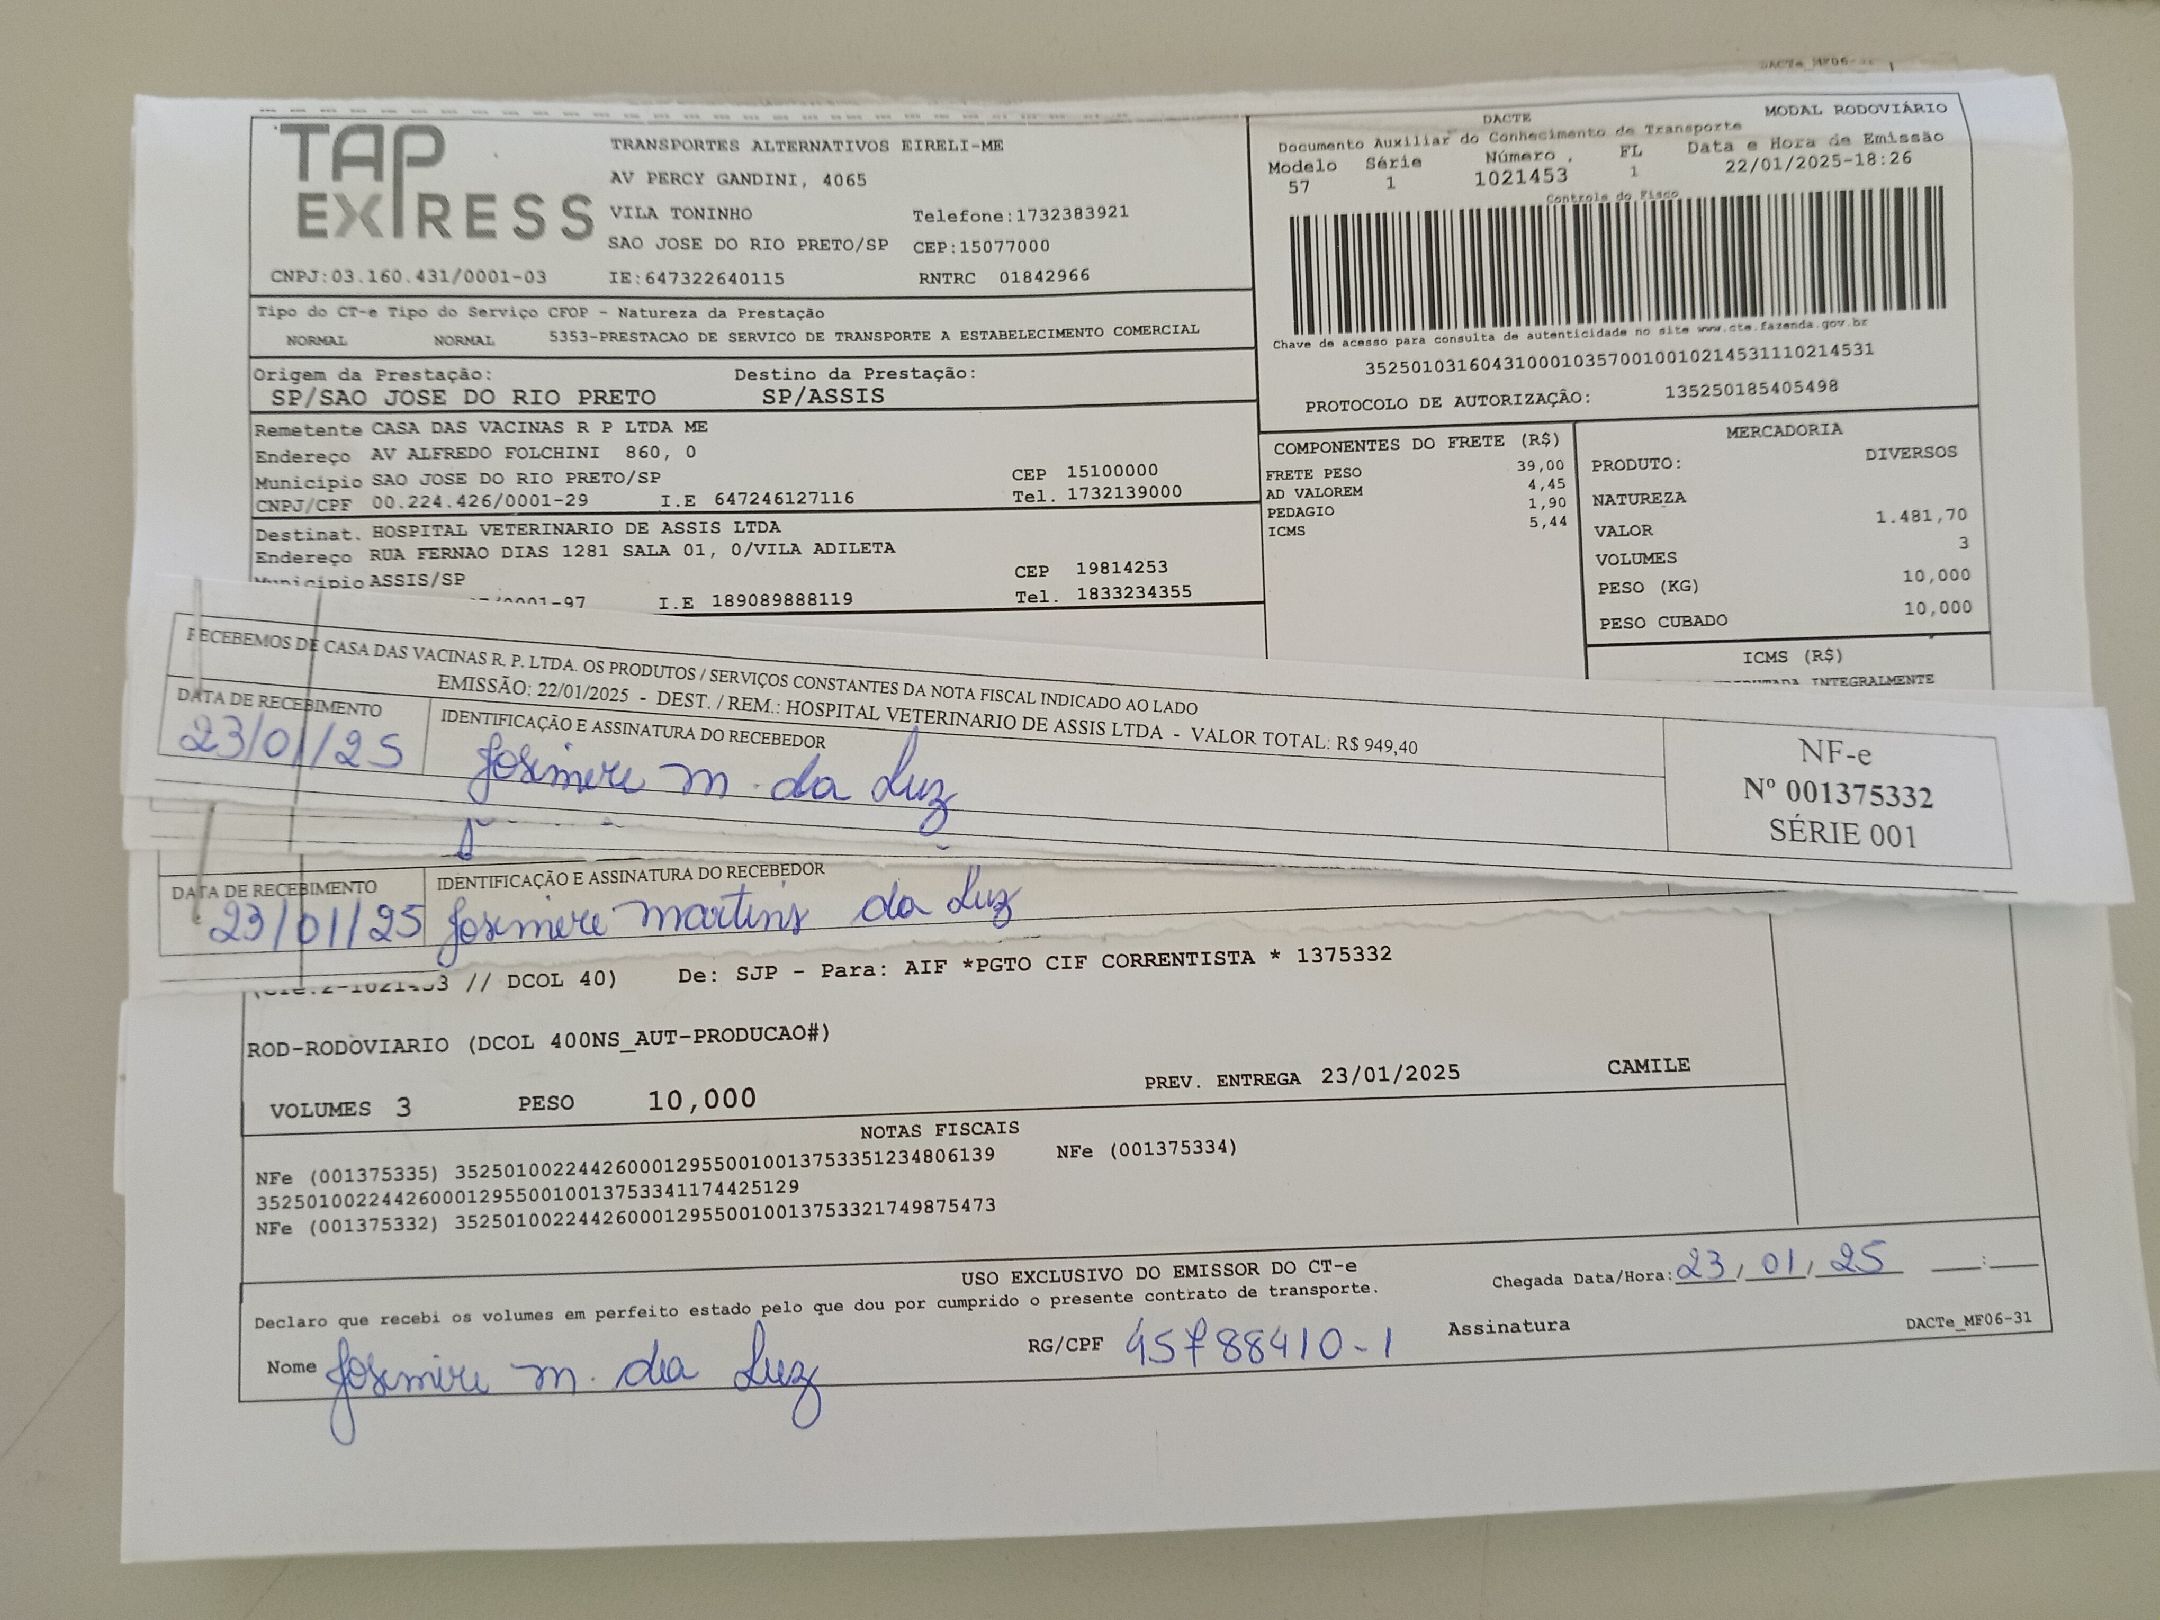 DACTe_MF06-31
TAP EXPRESS
TRANSPORTES ALTERNATIVOS EIRELI-ME
AV PERCY GANDINI, 4065
VILA TONINHO Telefone:1732383921
SAO JOSE DO RIO PRETO/SP CEP:15077000
CNPJ:03.160.431/0001-03 IE:647322640115 RNTRC 01842966
DACTE MODAL RODOVIÁRIO
Documento Auxiliar do Conhecimento de Transporte
Modelo Série Número FL Data e Hora de Emissão
57 1 1021453 1 22/01/2025-18:26
Controle do Fisco
Chave de acesso para consulta de autenticidade no site www.cte.fazenda.gov.br
35250103160431000103570010010214531110214531
PROTOCOLO DE AUTORIZAÇÃO: 135250185405498
Tipo do CT-e Tipo do Serviço CFOP - Natureza da Prestação
NORMAL NORMAL 5353-PRESTACAO DE SERVICO DE TRANSPORTE A ESTABELECIMENTO COMERCIAL
Origem da Prestação: Destino da Prestação:
SP/SAO JOSE DO RIO PRETO SP/ASSIS
Remetente CASA DAS VACINAS R P LTDA ME
Endereço AV ALFREDO FOLCHINI 860, 0
Município SAO JOSE DO RIO PRETO/SP CEP 15100000
CNPJ/CPF 00.224.426/0001-29 I.E 647246127116 Tel. 1732139000
Destinat. HOSPITAL VETERINARIO DE ASSIS LTDA
Endereço RUA FERNAO DIAS 1281 SALA 01, 0/VILA ADILETA
Município ASSIS/SP CEP 19814253
/0001-97 I.E 189089888119 Tel. 1833234355
COMPONENTES DO FRETE (R$)
FRETE PESO 39,00
AD VALOREM 4,45
PEDAGIO 1,90
ICMS 5,44
MERCADORIA
PRODUTO: DIVERSOS
NATUREZA
VALOR 1.481,70
VOLUMES 3
PESO (KG) 10,000
PESO CUBADO 10,000
ICMS (R$)
INTEGRALMENTE
RECEBEMOS DE CASA DAS VACINAS R. P. LTDA. OS PRODUTOS / SERVIÇOS CONSTANTES DA NOTA FISCAL INDICADO AO LADO
EMISSÃO: 22/01/2025 - DEST. / REM.: HOSPITAL VETERINARIO DE ASSIS LTDA - VALOR TOTAL: R$ 949,40
DATA DE RECEBIMENTO IDENTIFICAÇÃO E ASSINATURA DO RECEBEDOR
23/01/25 Josimere m. da Luz
NF-e
Nº 001375332
SÉRIE 001
DATA DE RECEBIMENTO IDENTIFICAÇÃO E ASSINATURA DO RECEBEDOR
23/01/25 Josimere martins da Luz
// DCOL 40) De: SJP - Para: AIF *PGTO CIF CORRENTISTA * 1375332
ROD-RODOVIARIO (DCOL 400NS_AUT-PRODUCAO#)
VOLUMES 3 PESO 10,000 PREV. ENTREGA 23/01/2025 CAMILE
NOTAS FISCAIS
NFe (001375335) 35250100224426000129550010013753351234806139 NFe (001375334)
35250100224426000129550010013753341174425129
NFe (001375332) 35250100224426000129550010013753321749875473
USO EXCLUSIVO DO EMISSOR DO CT-e
Declaro que recebi os volumes em perfeito estado pelo que dou por cumprido o presente contrato de transporte.
Chegada Data/Hora: 23/01/25 __:__
Nome Josimere m. da Luz RG/CPF 45788410-1 Assinatura
DACTe_MF06-31